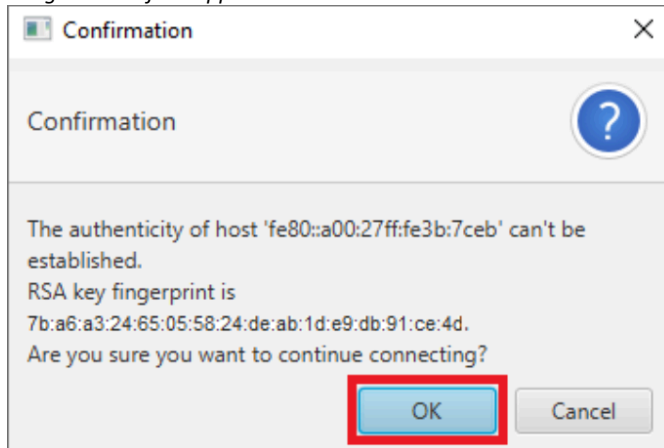 Confirmation
Confirmation
The authenticity of host 'fe80::a00:27ff:fe3b:7ceb' can't be
established.
RSA key fingerprint is
7b:a6:a3:24:65:05:58:24:de:ab:1d:e9:db:91:ce:4d.
Are you sure you want to continue connecting?
OK Cancel